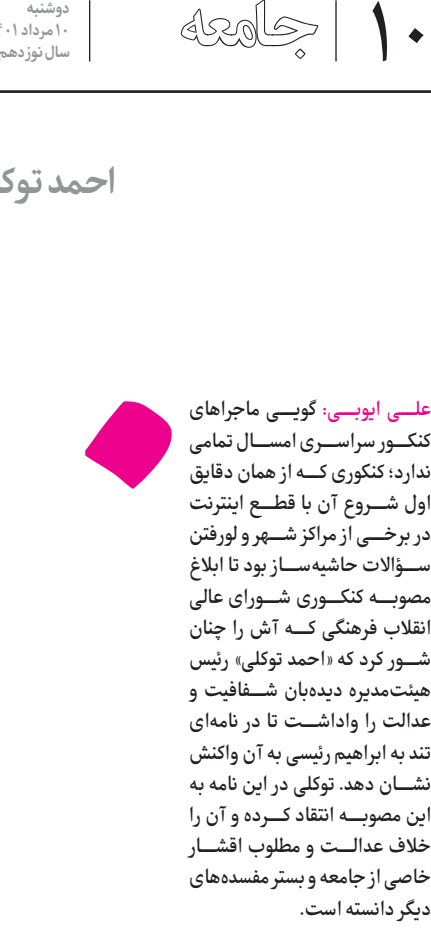 ۱۰
جامعه
دوشنبه
۱۰ مرداد
سال نوزدهم
احمد
علی ایوبی: گویی ماجراهای
کنکور سراسری امسال تمامی
ندارد؛ کنکوری که از همان دقایق
اول شروع آن با قطع اینترنت
در برخی از مراکز شهر و لورفتن
سؤالات حاشیه‌ساز بود تا ابلاغ
مصوبه کنکوری شورای عالی
انقلاب فرهنگی که آش را چنان
شور کرد که «احمد توکلی» رئیس
هیئت‌مدیره دیده‌بان شفافیت و
عدالت را واداشت تا در نامه‌ای
تند به ابراهیم رئیسی به آن واکنش
نشان دهد. توکلی در این نامه به
این مصوبه انتقاد کرده و آن را
خلاف عدالت و مطلوب اقشار
خاصی از جامعه و بستر مفسده‌های
دیگر دانسته است.